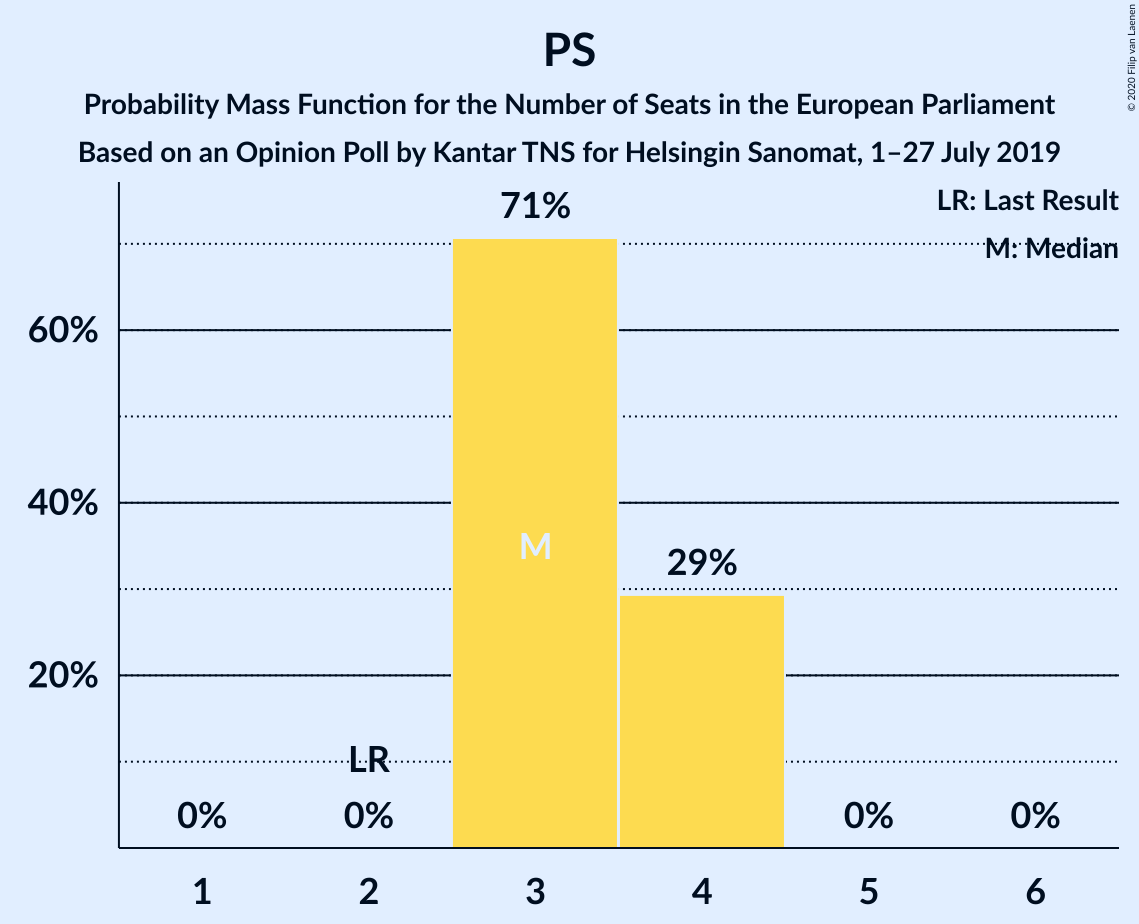 PS
Probability Mass Function for the Number of Seats in the European Parliament
Based on an Opinion Poll by Kantar TNS for Helsingin Sanomat, 1–27 July 2019
© 2020 Filip van Laenen
LR: Last Result
M: Median
71%
60%
40%
M
29%
20%
LR
0%
0%
0%
0%
1
2
3
4
5
6